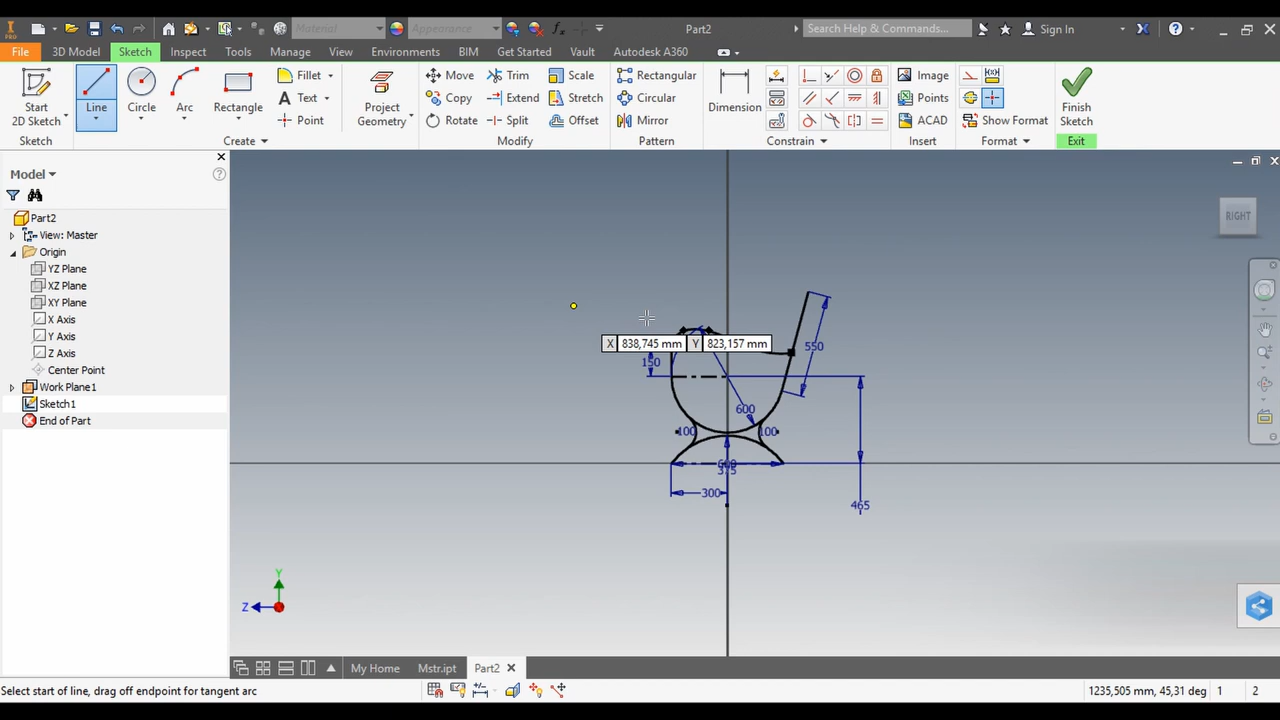 PRO Material Appearance fx Part2 Search Help & Commands... Sign In
File 3D Model Sketch Inspect Tools Manage View Environments BIM Get Started Vault Autodesk A360
Start 2D Sketch Line Circle Arc Rectangle Fillet Text Point Project Geometry Move Copy Rotate Trim Extend Split Scale Stretch Offset Rectangular Circular Mirror Dimension Image Points ACAD Show Format Finish Sketch
Sketch Create Modify Pattern Constrain Insert Format Exit
Model
Part2
View: Master
Origin
YZ Plane
XZ Plane
XY Plane
X Axis
Y Axis
Z Axis
Center Point
Work Plane1
Sketch1
End of Part
RIGHT
X 838,745 mm Y 823,157 mm
550
150
600
100 100
375
300
465
Y
Z
My Home Mstr.ipt Part2
Select start of line, drag off endpoint for tangent arc 1235,505 mm, 45,31 deg 1 2